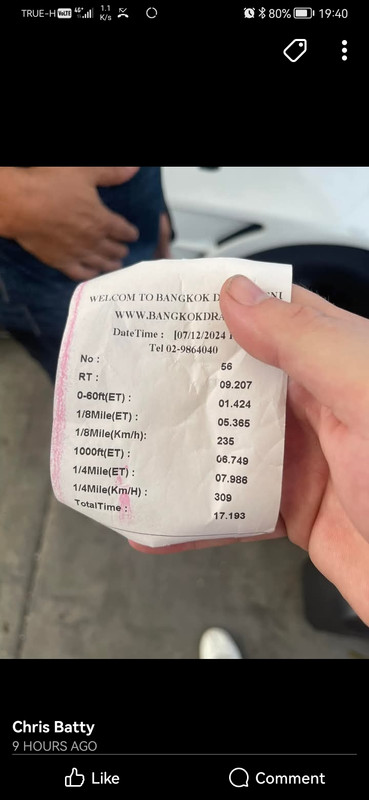 TRUE-H VoLTE 4G+ 1.1 K/s 80% 19:40
WELCOM TO BANGKOK
WWW.BANGKOKDRA
DateTime : [07/12/2024
Tel 02-9864040
No : 56
RT : 09.207
0-60ft(ET) : 01.424
1/8Mile(ET) : 05.365
1/8Mile(Km/h): 235
1000ft(ET) : 06.749
1/4Mile(ET) : 07.986
1/4Mile(Km/H) : 309
TotalTime : 17.193
Chris Batty
9 HOURS AGO
Like Comment